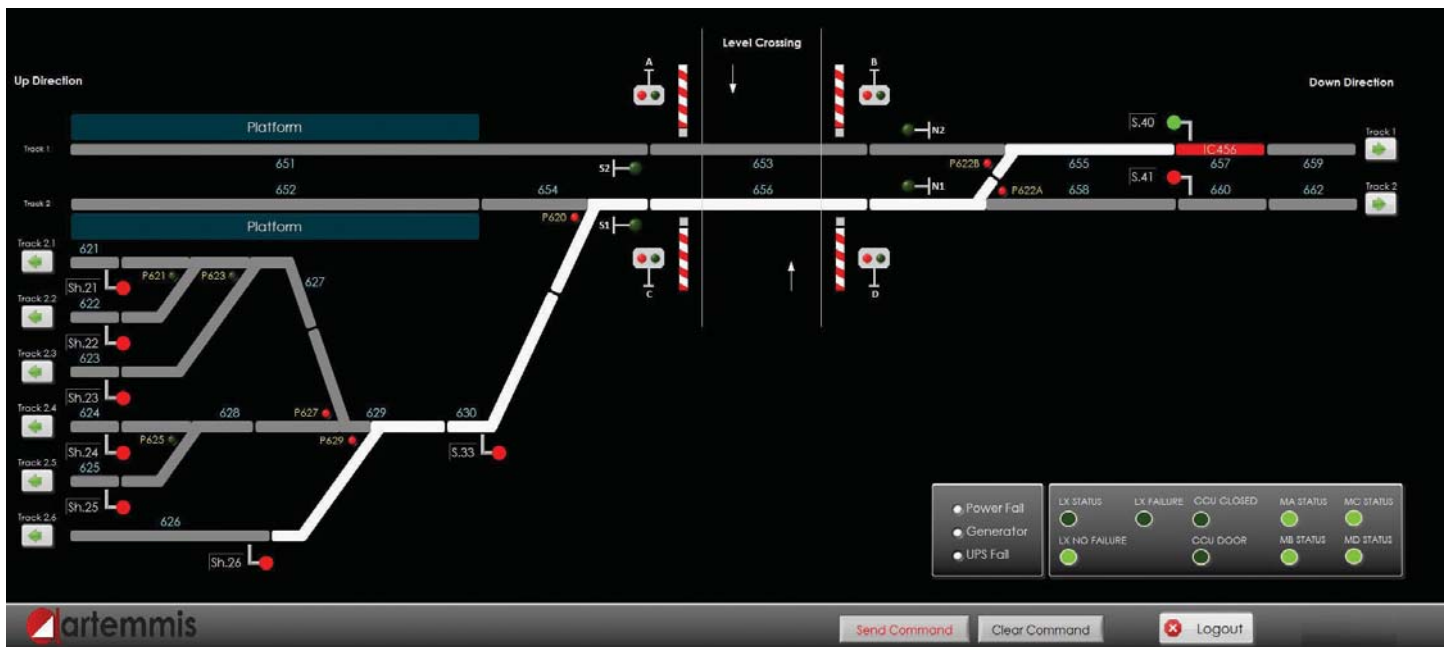 Level Crossing
A
B
Up Direction
Down Direction
Platform
S.40
N2
Track 1
Track 1
IC456
651
653
P622B
655
657
659
S2
S.41
652
654
656
N1
P622A
658
660
662
Track 2
Track 2
P620
S1
Platform
Track 2.1
621
P621
P623
627
C
D
Sh.21
Track 2.2
622
Sh.22
Track 2.3
623
Sh.23
Track 2.4
624
628
P627
629
630
P625
P629
Sh.24
S.33
Track 2.5
625
Sh.25
Track 2.6
626
Sh.26
Power Fail
Generator
UPS Fail
LX STATUS
LX FAILURE
CCU CLOSED
MA STATUS
MC STATUS
LX NO FAILURE
CCU DOOR
MB STATUS
MD STATUS
artemmis
Send Command
Clear Command
Logout